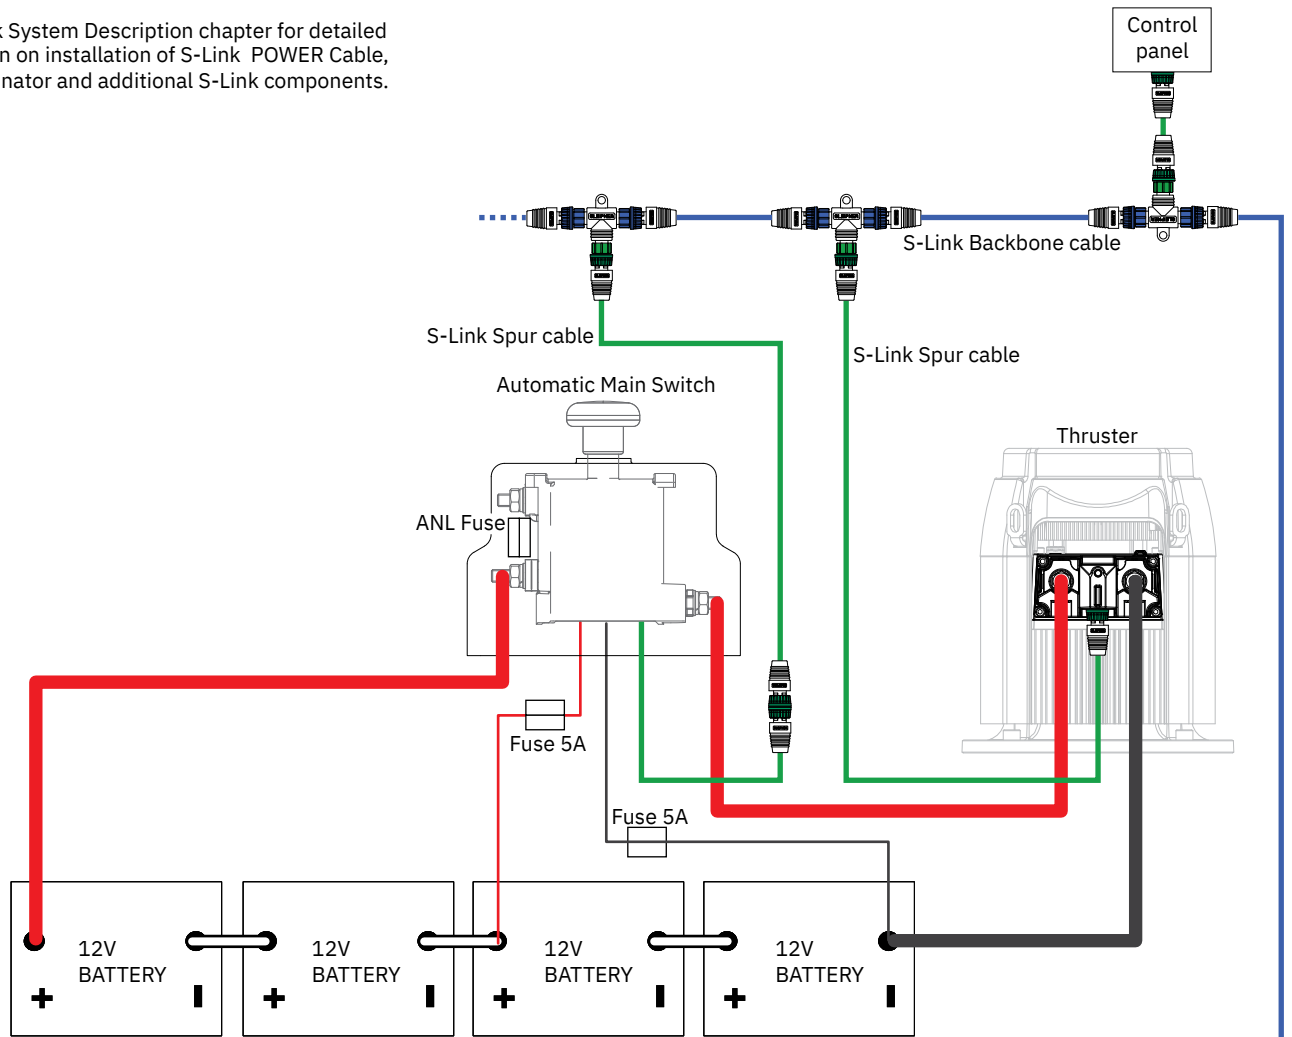 System Description chapter for detailed
on installation of S-Link POWER Cable,
and additional S-Link components.
Control
panel
S-Link Backbone cable
S-Link Spur cable
S-Link Spur cable
Automatic Main Switch
Thruster
ANL Fuse
Fuse 5A
Fuse 5A
12V
BATTERY
+ -
12V
BATTERY
+ -
12V
BATTERY
+ -
12V
BATTERY
+ -